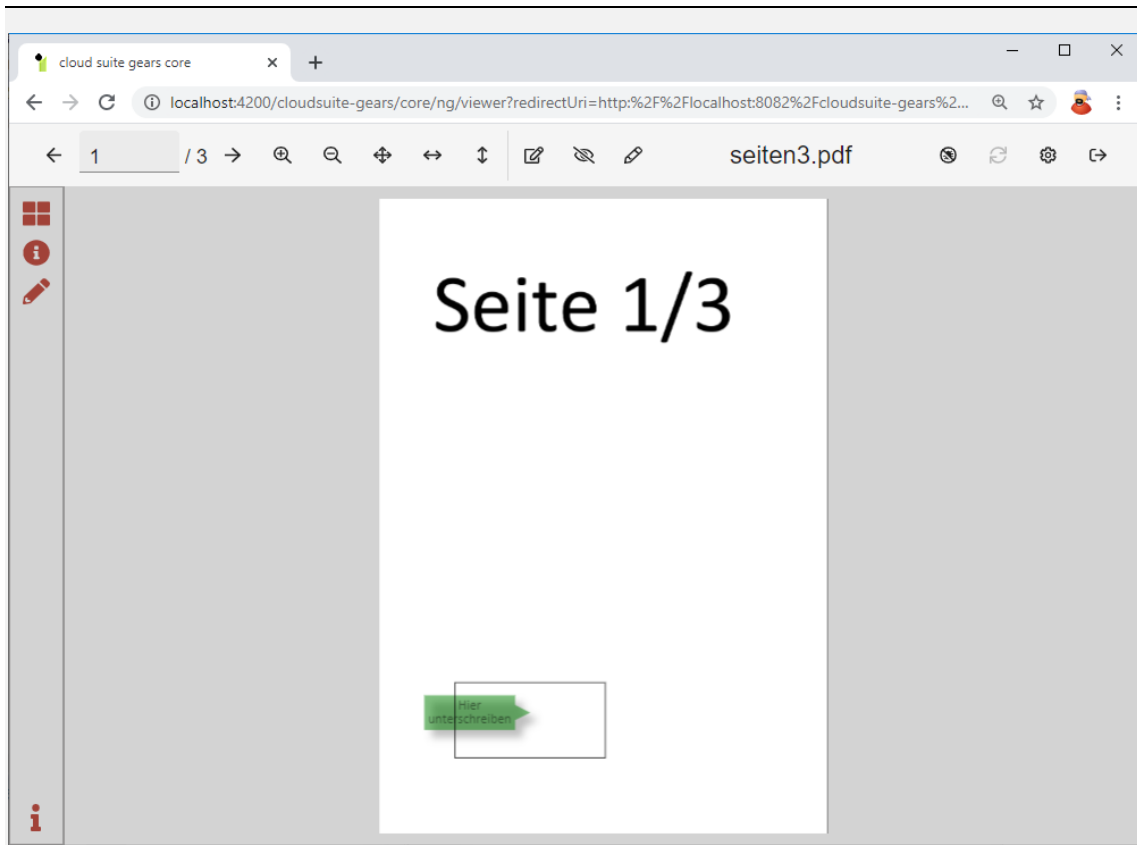 cloud suite gears core
localhost:4200/cloudsuite-gears/core/ng/viewer?redirectUri=http:%2F%2Flocalhost:8082%2Fcloudsuite-gears%2...
1 / 3
seiten3.pdf
Seite 1/3
Hier
unterschreiben